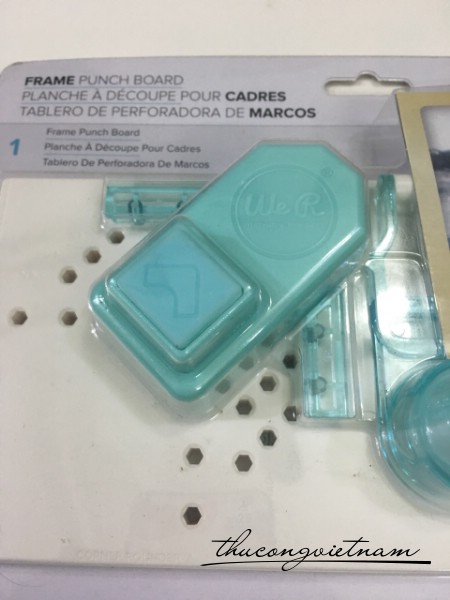 FRAME PUNCH BOARD
PLANCHE À DÉCOUPE POUR CADRES
TABLERO DE PERFORADORA DE MARCOS
1
Frame Punch Board
Planche À Découpe Pour Cadres
Tablero De Perforadora De Marcos
We R
®
thucongvietnam